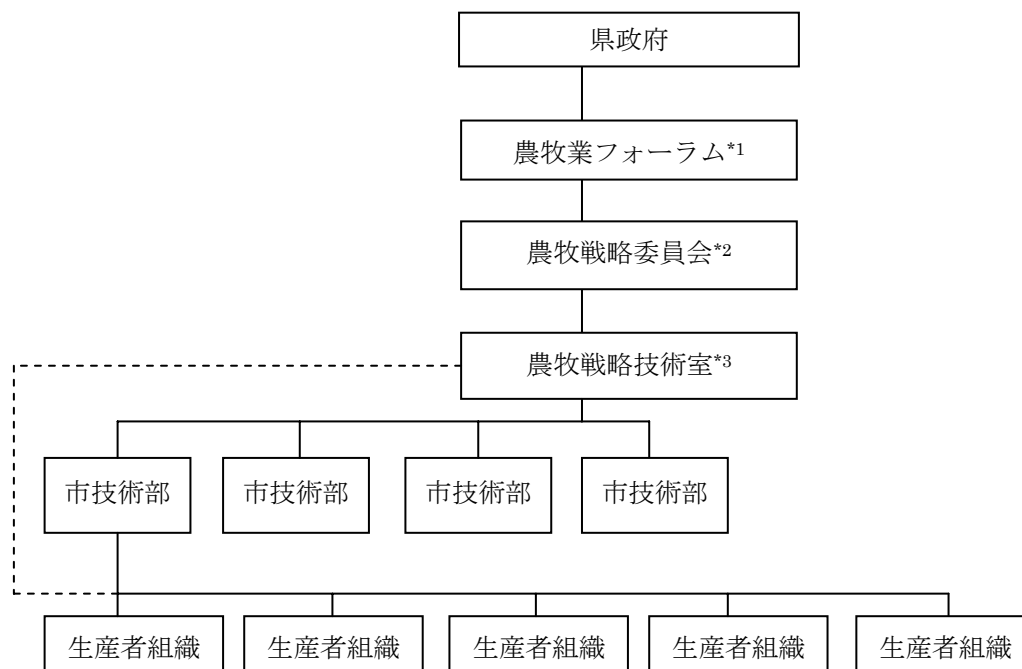 県政府
農牧業フォーラム*1
農牧戦略委員会*2
農牧戦略技術室*3
市技術部 市技術部 市技術部 市技術部
生産者組織 生産者組織 生産者組織 生産者組織 生産者組織